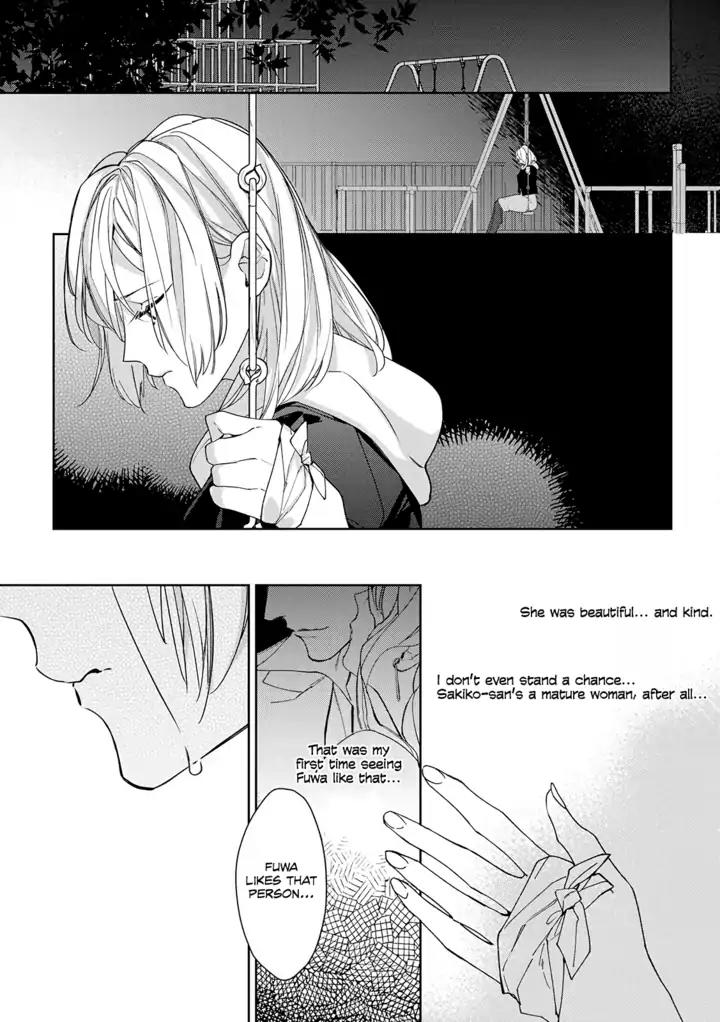 She was beautiful... and kind.
I don't even stand a chance...
Sakiko-san's a mature woman, after all...
That was my
first time seeing
Fuwa like that...
FUWA
LIKES THAT
PERSON...